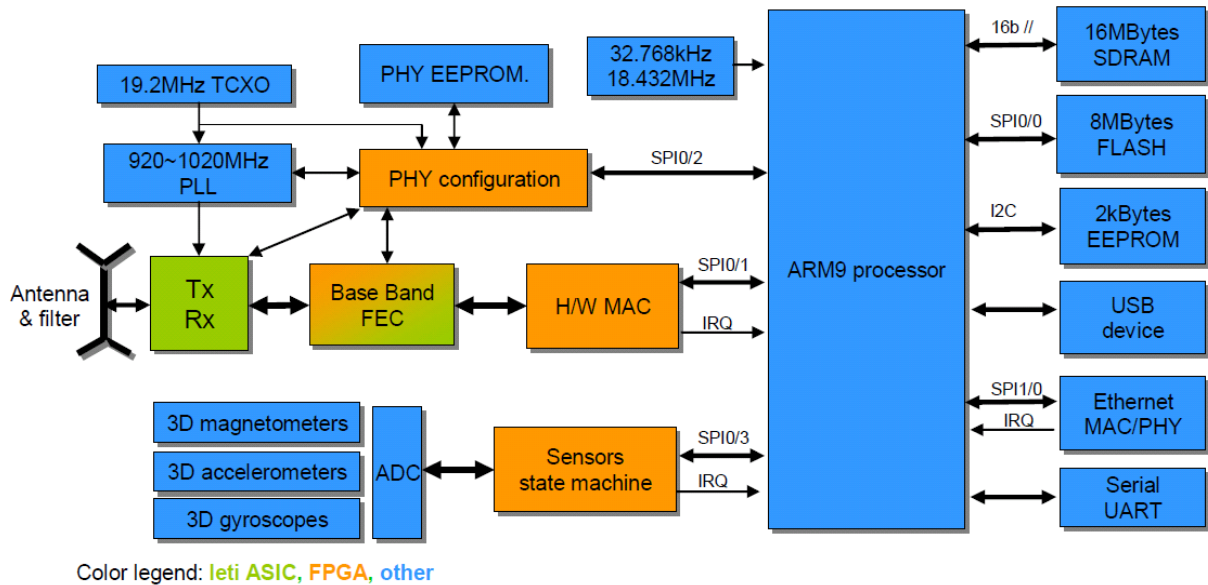 19.2MHz TCXO
PHY EEPROM.
32.768kHz
18.432MHz
16b //
16MBytes
SDRAM
920~1020MHz
PLL
PHY configuration
SPI0/2
SPI0/0
8MBytes
FLASH
I2C
2kBytes
EEPROM
Antenna
& filter
Tx
Rx
Base Band
FEC
H/W MAC
SPI0/1
IRQ
ARM9 processor
USB
device
SPI1/0
IRQ
Ethernet
MAC/PHY
3D magnetometers
3D accelerometers
3D gyroscopes
ADC
Sensors
state machine
SPI0/3
IRQ
Serial
UART
Color legend: leti ASIC, FPGA, other